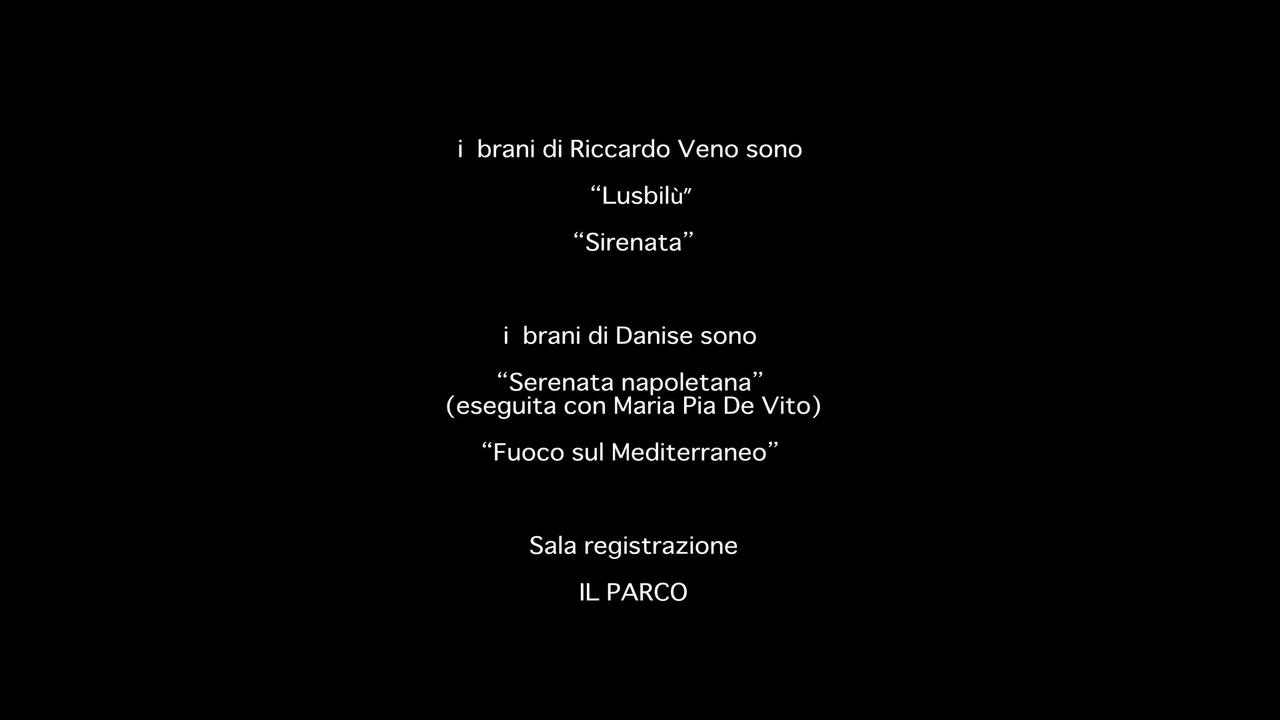 i  brani di Riccardo Veno sono
“Lusbilù”
“Sirenata”
i  brani di Danise sono
“Serenata napoletana”
(eseguita con Maria Pia De Vito)
“Fuoco sul Mediterraneo”
Sala registrazione
IL PARCO